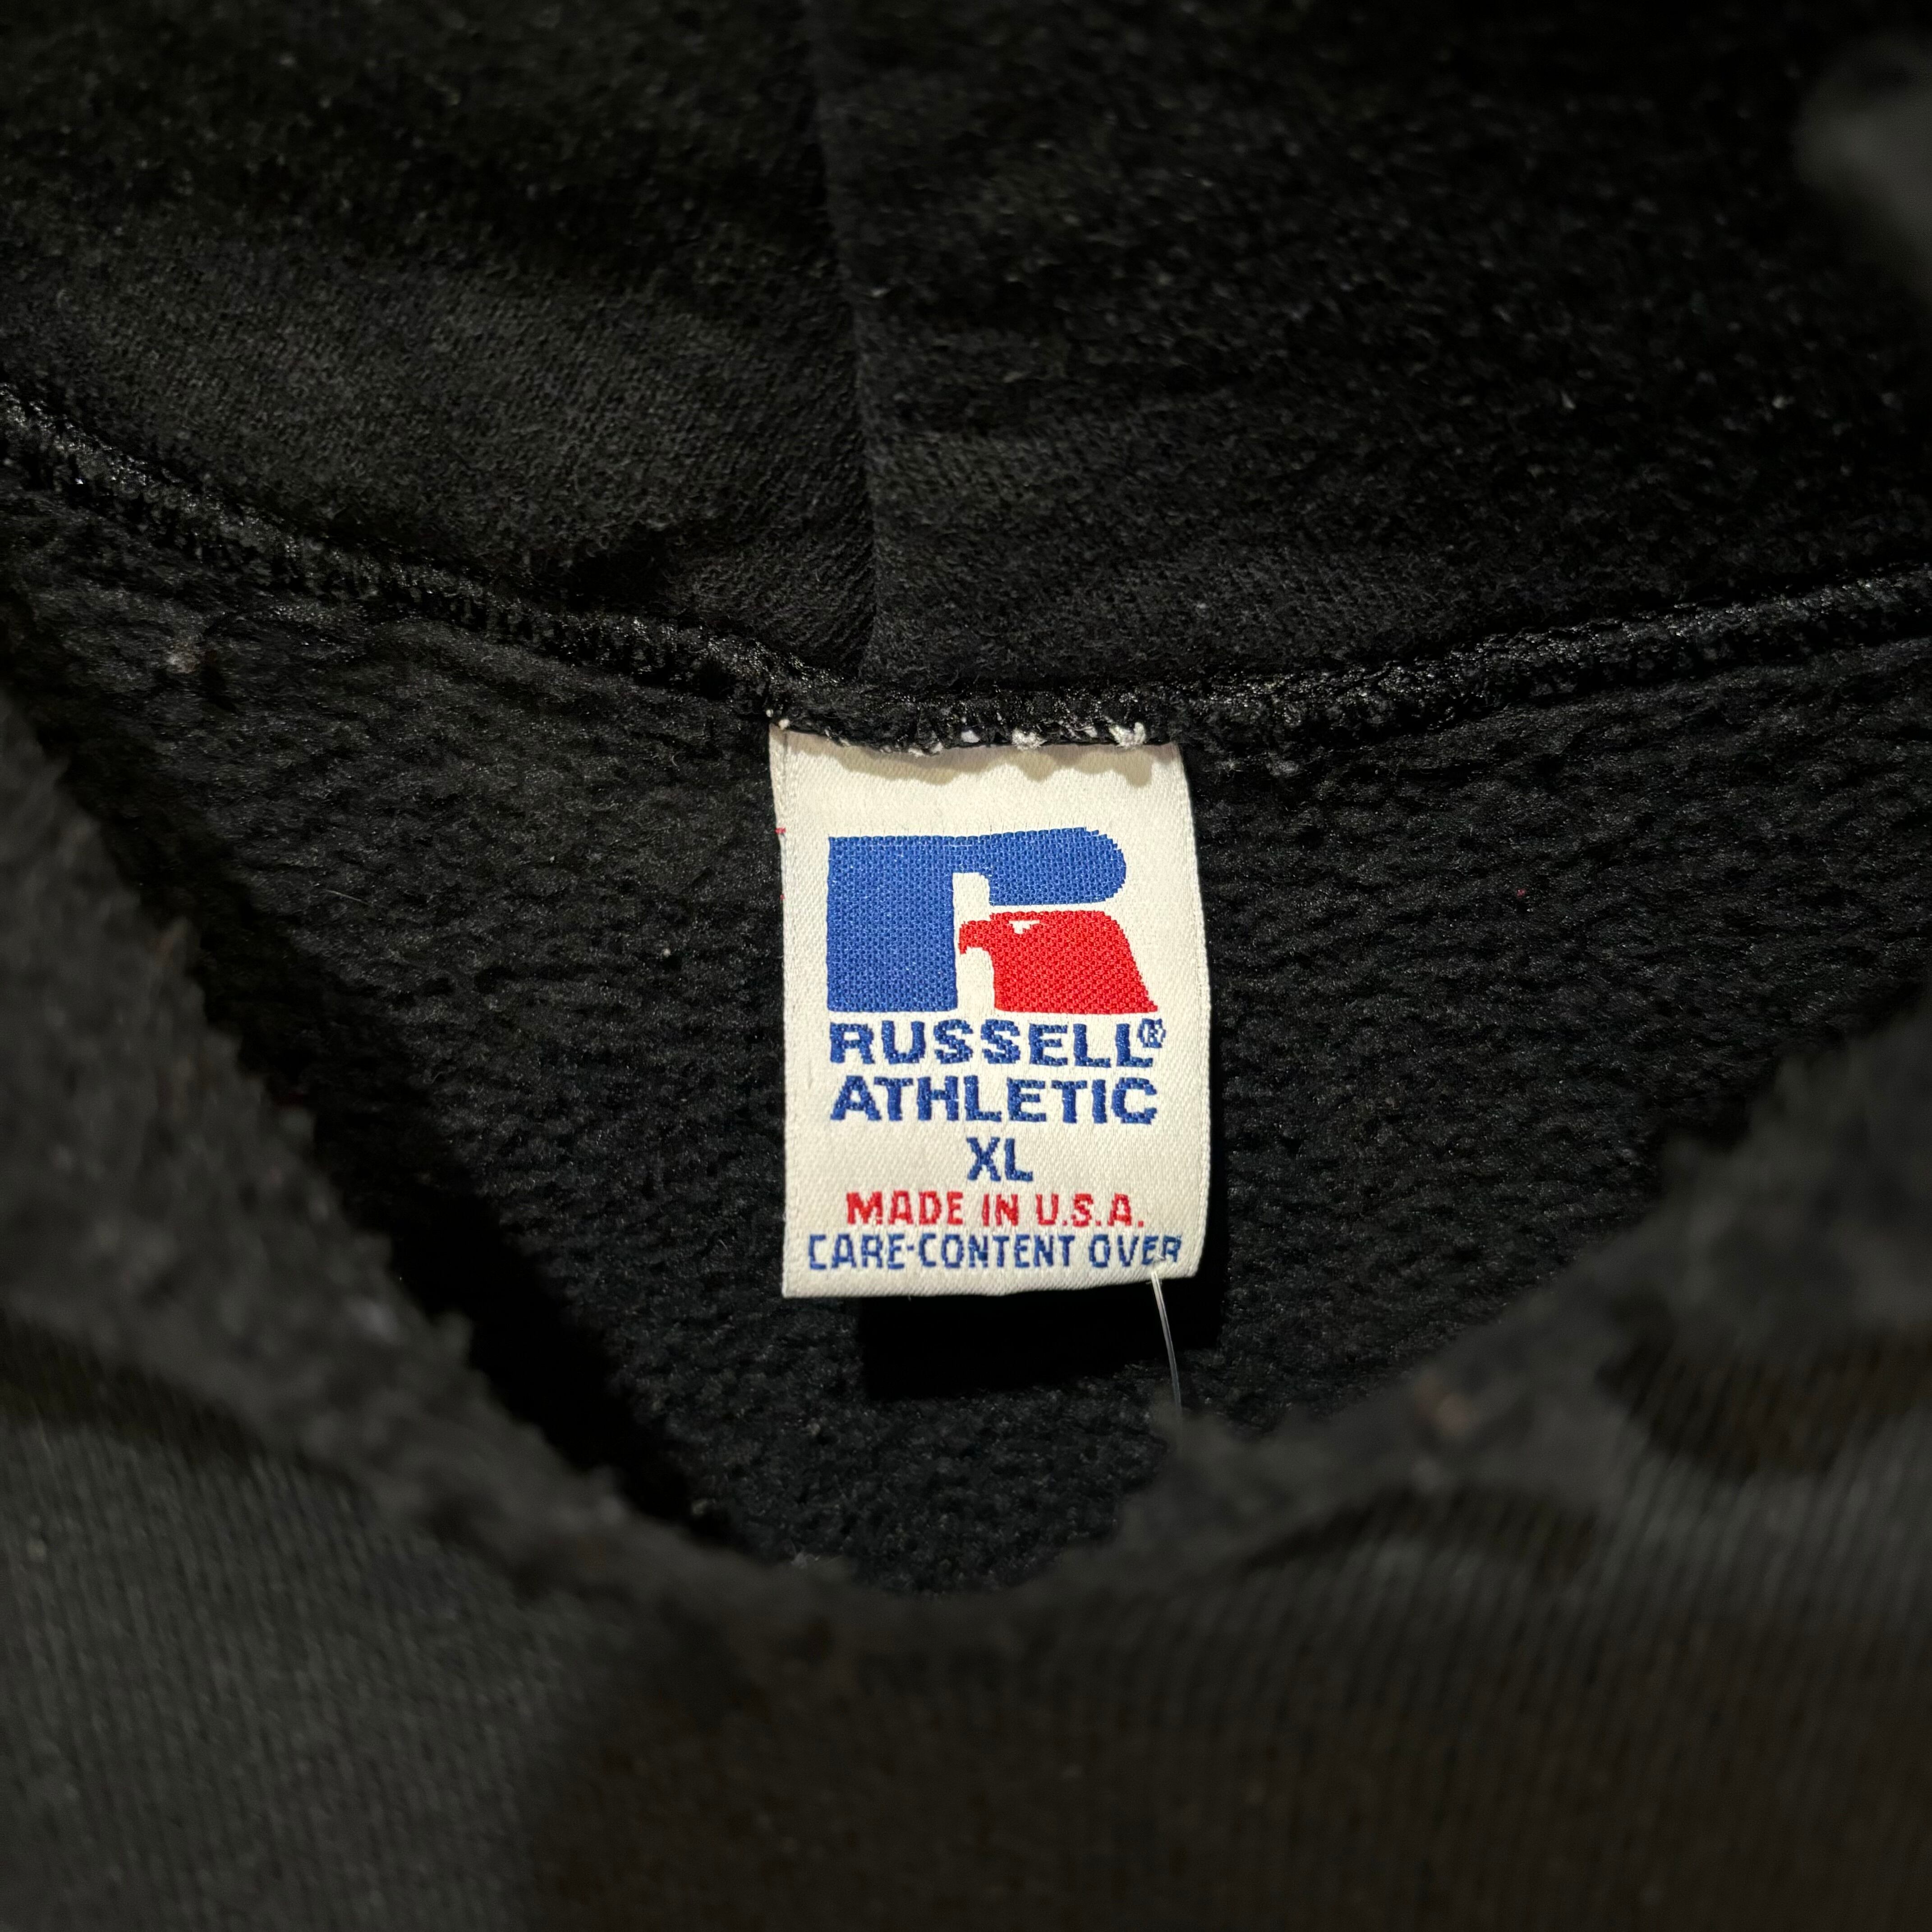 RUSSELL®
ATHLETIC
XL
MADE IN U.S.A.
CARE-CONTENT OVER